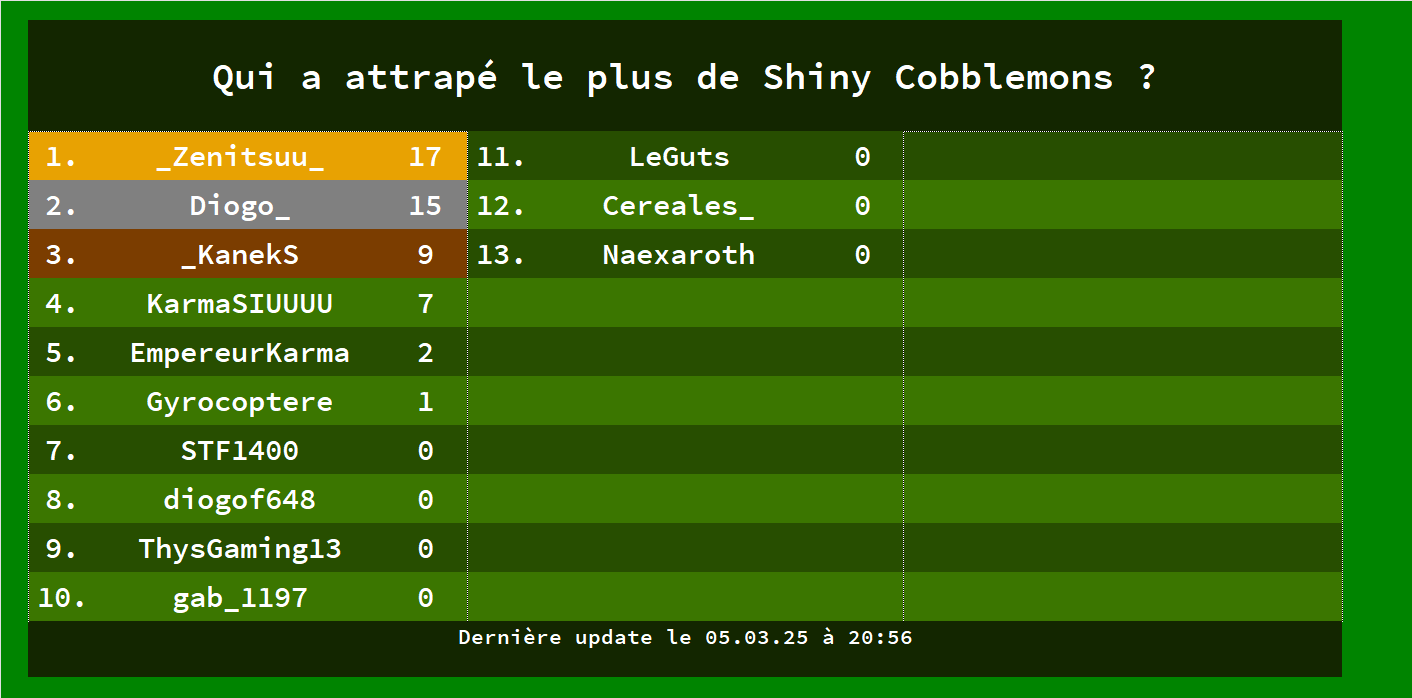 Qui a attrapé le plus de Shiny Cobblemons ?
1. _Zenitsuu_ 17
2. Diogo_ 15
3. _KanekS 9
4. KarmaSIUUUU 7
5. EmpereurKarma 2
6. Gyrocoptere 1
7. STF1400 0
8. diogof648 0
9. ThysGaming13 0
10. gab_1197 0
11. LeGuts 0
12. Cereales_ 0
13. Naexaroth 0
Dernière update le 05.03.25 à 20:56